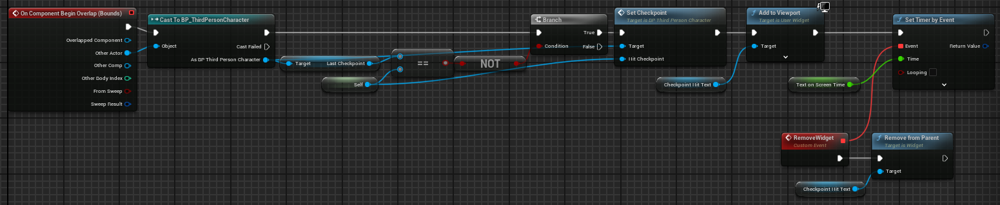 On Component Begin Overlap (Bounds)
Overlapped Component
Other Actor
Other Comp
Other Body Index
From Sweep
Sweep Result
Cast To BP_ThirdPersonCharacter
Object
Cast Failed
As BP Third Person Character
Target
Last Checkpoint
Self
==
NOT
Branch
True
Condition
False
Set Checkpoint
Target is BP Third Person Character
Target
Hit Checkpoint
Add to Viewport
Target is User Widget
Target
Checkpoint Hit Text
Set Timer by Event
Event
Return Value
Time
Looping
Text on Screen Time
RemoveWidget
Custom Event
Remove from Parent
Target is Widget
Target
Checkpoint Hit Text